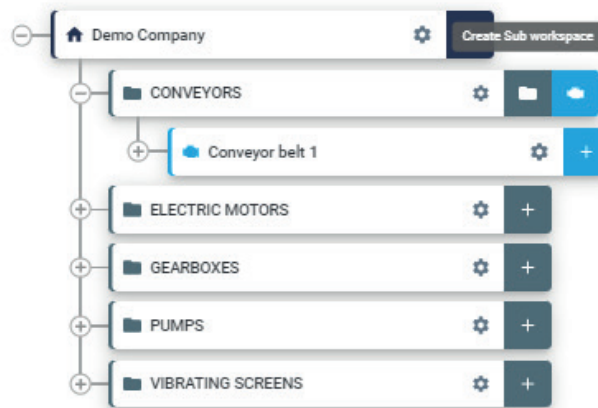 Demo Company
Create Sub workspace
CONVEYORS
Conveyor belt 1
ELECTRIC MOTORS
GEARBOXES
PUMPS
VIBRATING SCREENS